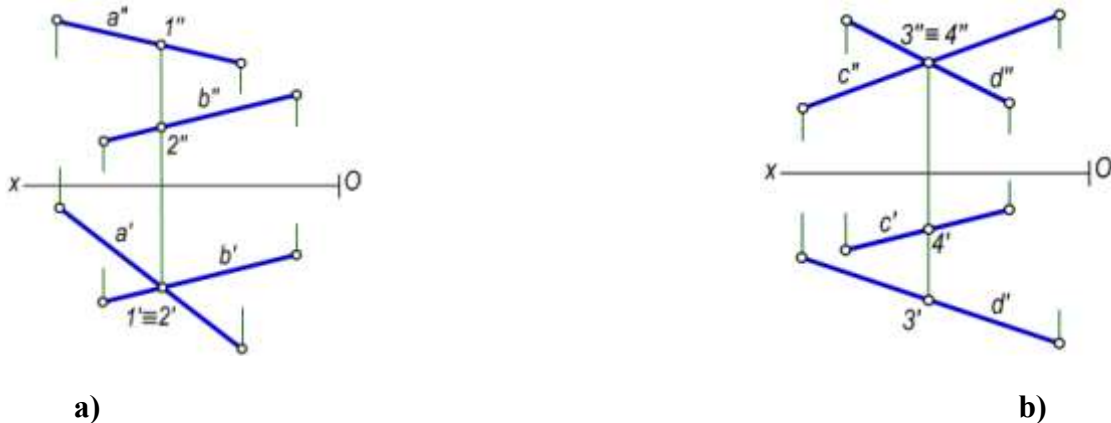 a"
1"
b"
2"
x
O
a'
b'
1'≡2'
a)
3"≡ 4"
c"
d"
x
O
c'
4'
3'
d'
b)